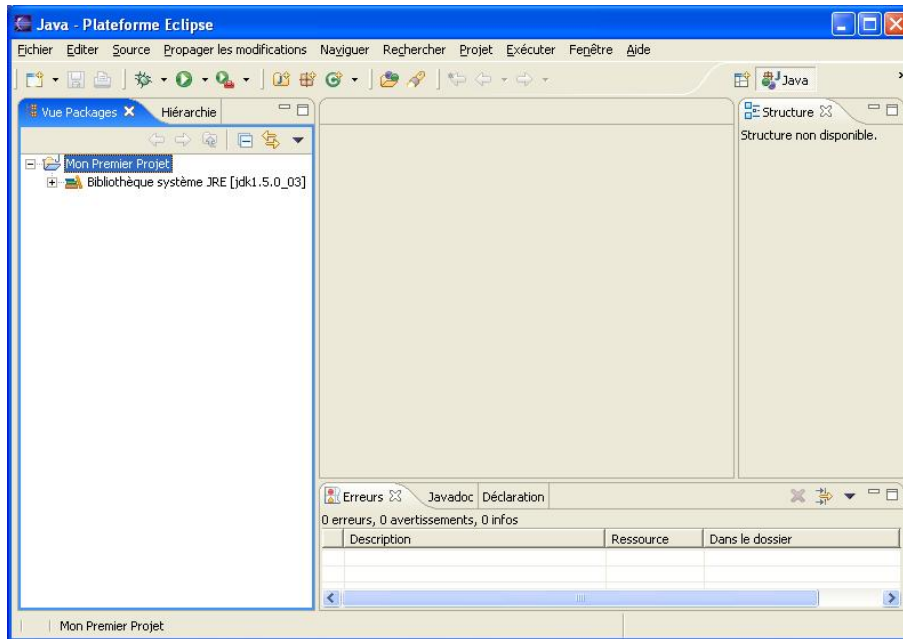 Java - Plateforme Eclipse
Fichier Editer Source Propager les modifications Naviguer Rechercher Projet Exécuter Fenêtre Aide
Java
Vue Packages Hiérarchie
Structure
Structure non disponible.
Mon Premier Projet
Bibliothèque système JRE [jdk1.5.0_03]
Erreurs Javadoc Déclaration
0 erreurs, 0 avertissements, 0 infos
Description Ressource Dans le dossier
Mon Premier Projet